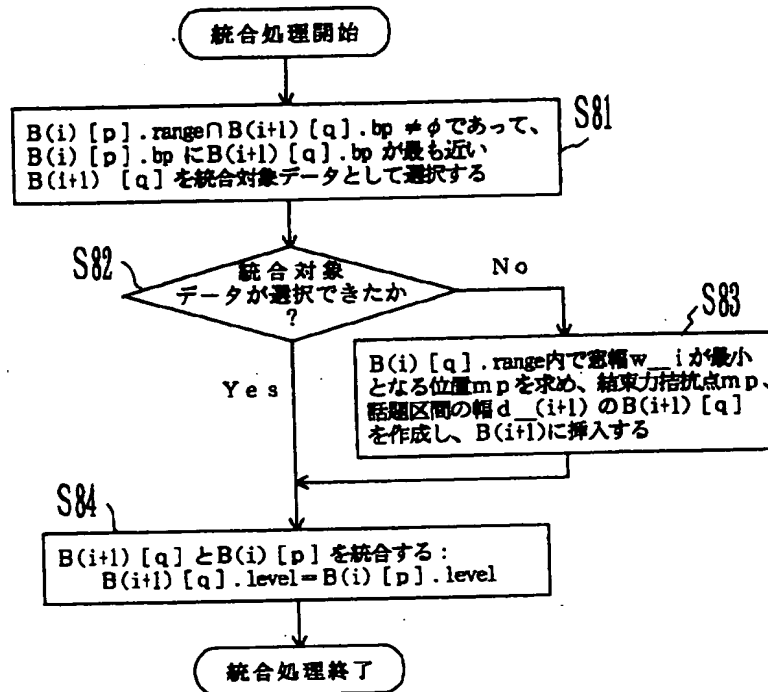 統合処理開始
S81
B(i) [p].range∩B(i+1) [q].bp ≠φであって、
B(i) [p].bp にB(i+1) [q].bp が最も近い
B(i+1) [q] を統合対象データとして選択する
S82
統合対象
データが選択できたか
?
No
Yes
S83
B(i) [q].range内で窓幅w__i が最小
となる位置mp を求め、結束力拮抗点mp、
話題区間の幅d__(i+1) のB(i+1) [q]
を作成し、B(i+1)に挿入する
S84
B(i+1) [q] とB(i) [p] を統合する:
B(i+1) [q].level=B(i) [p].level
統合処理終了